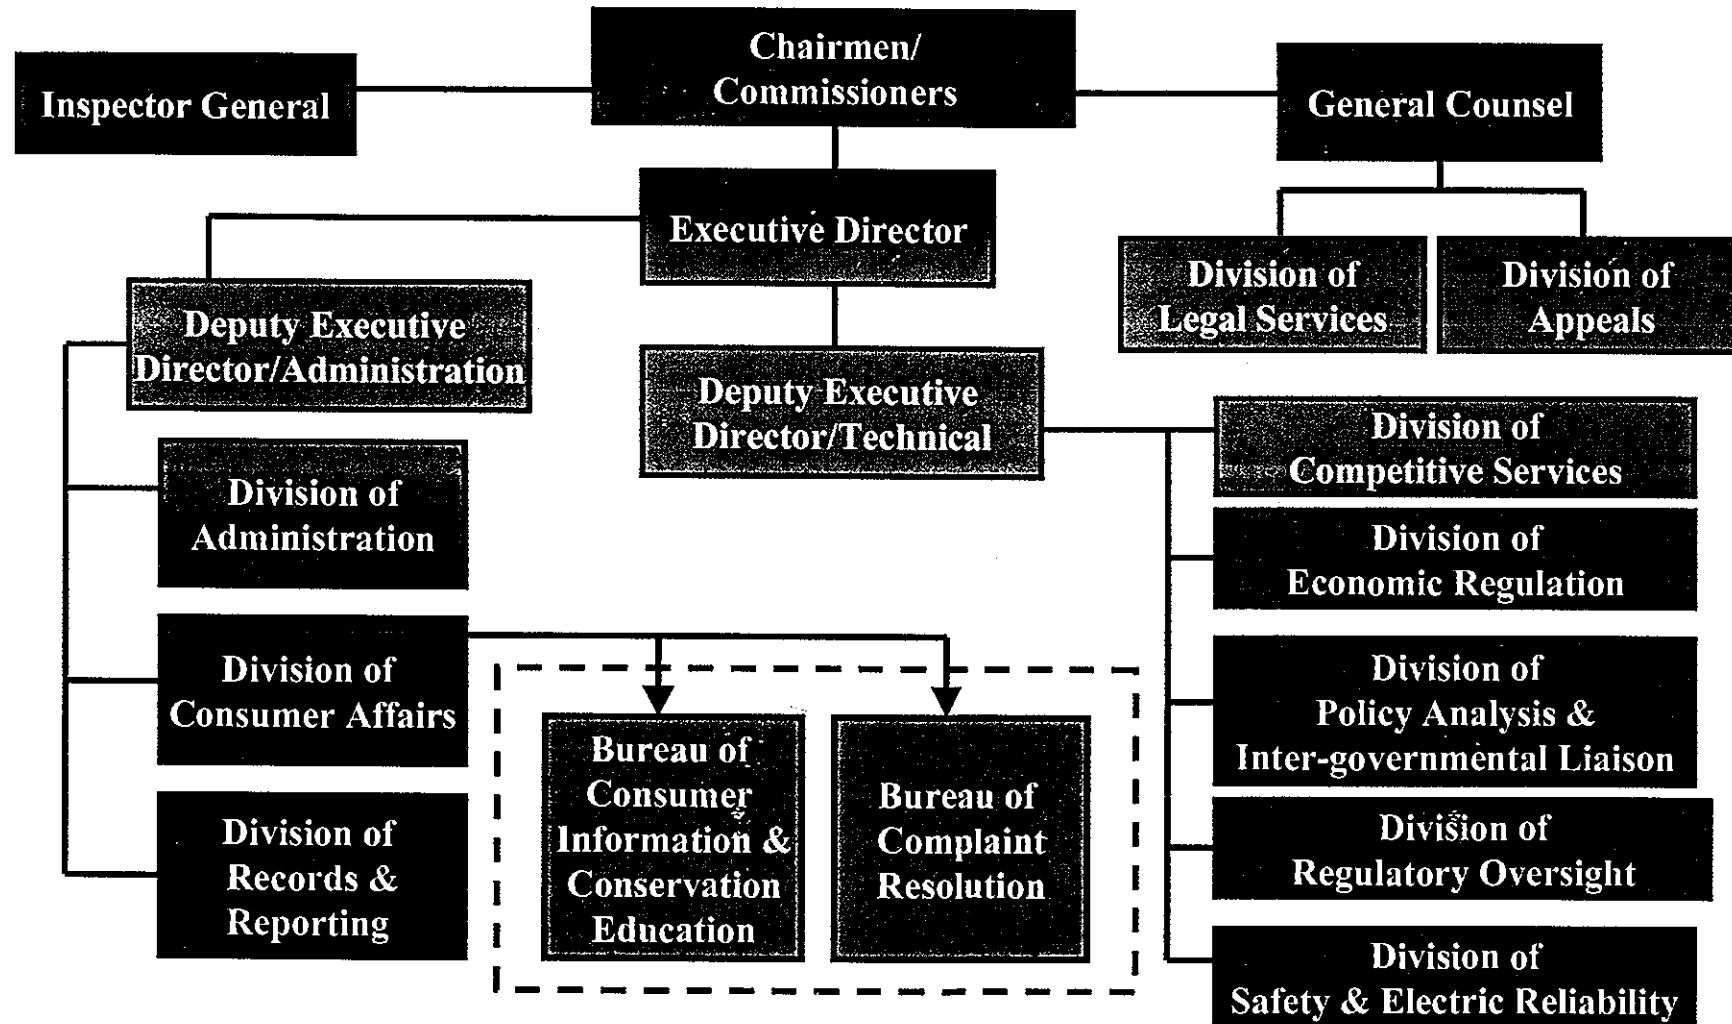 Chairmen/
Commissioners
Inspector General
General Counsel
Executive Director
Division of
Legal Services
Division of
Appeals
Deputy Executive
Director/Administration
Deputy Executive
Director/Technical
Division of
Administration
Division of
Consumer Affairs
Division of
Records &
Reporting
Bureau of
Consumer
Information &
Conservation
Education
Bureau of
Complaint
Resolution
Division of
Competitive Services
Division of
Economic Regulation
Division of
Policy Analysis &
Inter-governmental Liaison
Division of
Regulatory Oversight
Division of
Safety & Electric Reliability